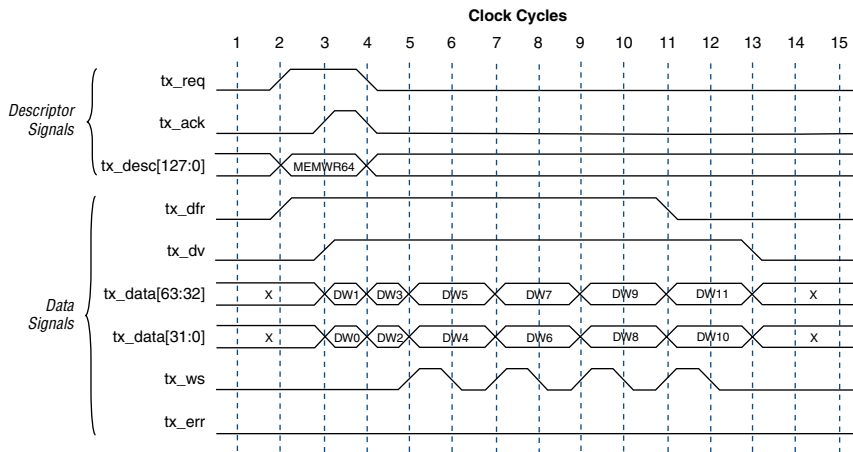 Clock Cycles
1 2 3 4 5 6 7 8 9 10 11 12 13 14 15
Descriptor
Signals
tx_req
tx_ack
tx_desc[127:0] MEMWR64
Data
Signals
tx_dfr
tx_dv
tx_data[63:32] X DW1 DW3 DW5 DW7 DW9 DW11 X
tx_data[31:0] X DW0 DW2 DW4 DW6 DW8 DW10 X
tx_ws
tx_err